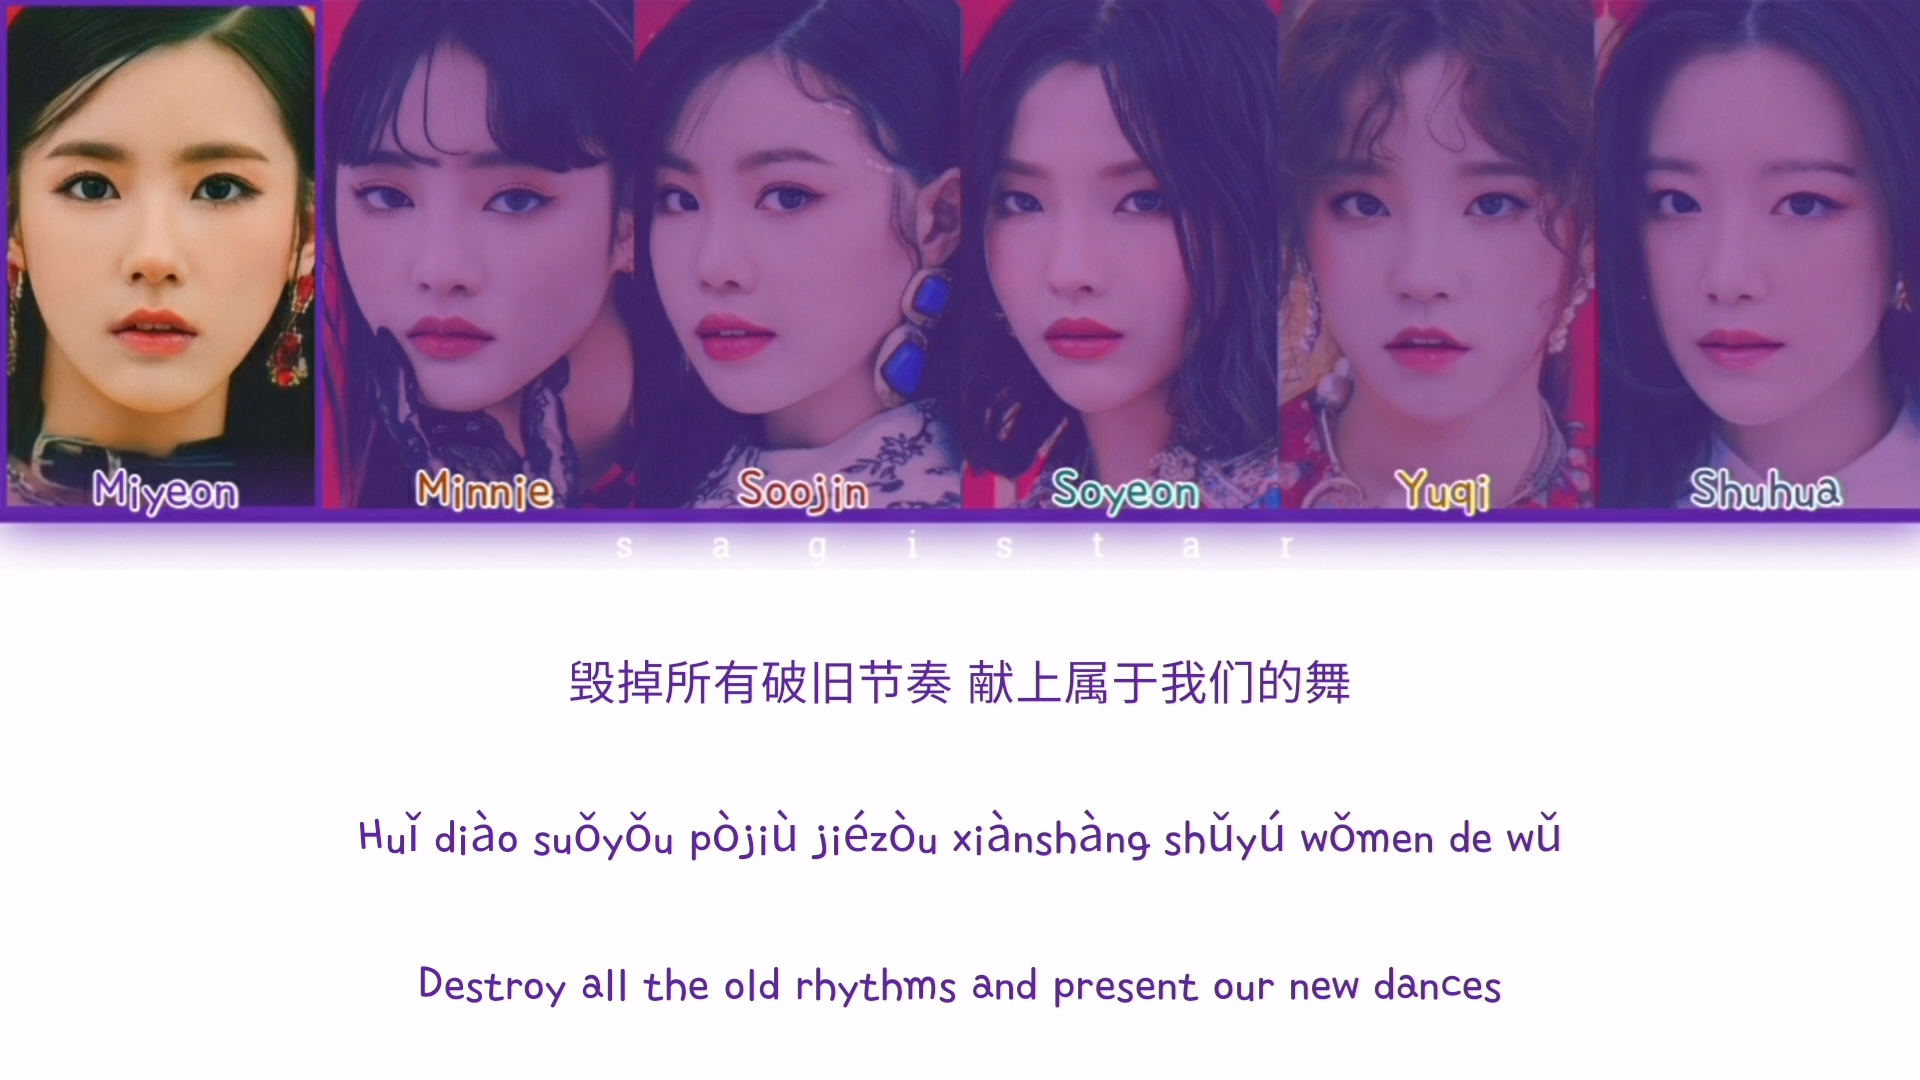 Miyeon Minnie Soojin Soyeon Yuqi Shuhua
s a g i s t a r
毁掉所有破旧节奏 献上属于我们的舞
Huǐ diào suǒyǒu pòjiù jiézòu xiànshàng shǔyú wǒmen de wǔ
Destroy all the old rhythms and present our new dances